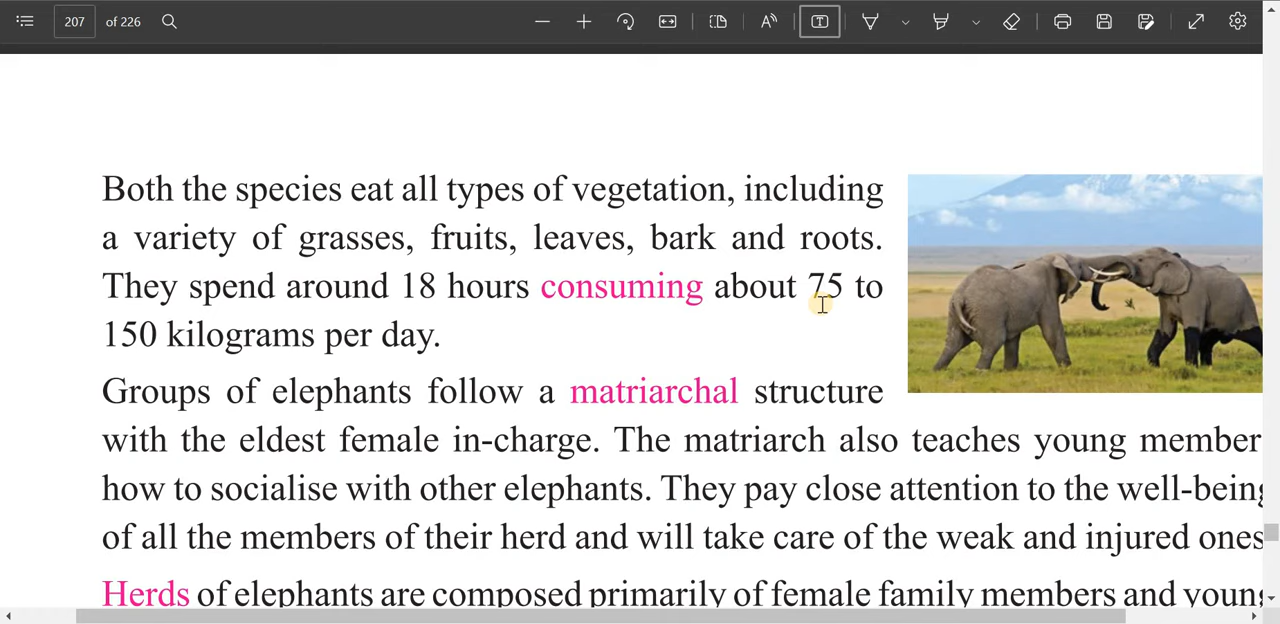 207 of 226
Both the species eat all types of vegetation, including
a variety of grasses, fruits, leaves, bark and roots.
They spend around 18 hours consuming about 75 to
150 kilograms per day.
Groups of elephants follow a matriarchal structure
with the eldest female in-charge. The matriarch also teaches young member
how to socialise with other elephants. They pay close attention to the well-being
of all the members of their herd and will take care of the weak and injured ones
Herds of elephants are composed primarily of female family members and young